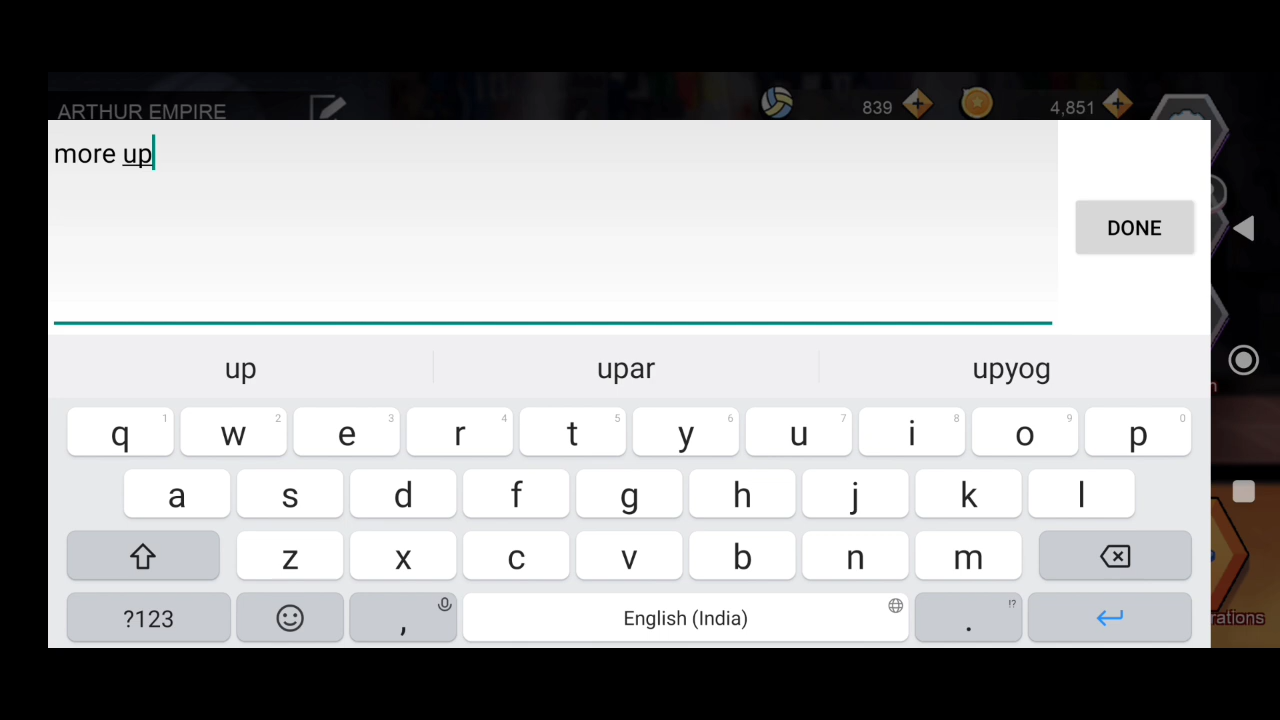 ARTHUR EMPIRE 839 4,851
more up
DONE
up upar upyog
q 1 w 2 e 3 r 4 t 5 y 6 u 7 i 8 o 9 p 0
a s d f g h j k l
z x c v b n m
?123 , English (India) . !?
rations